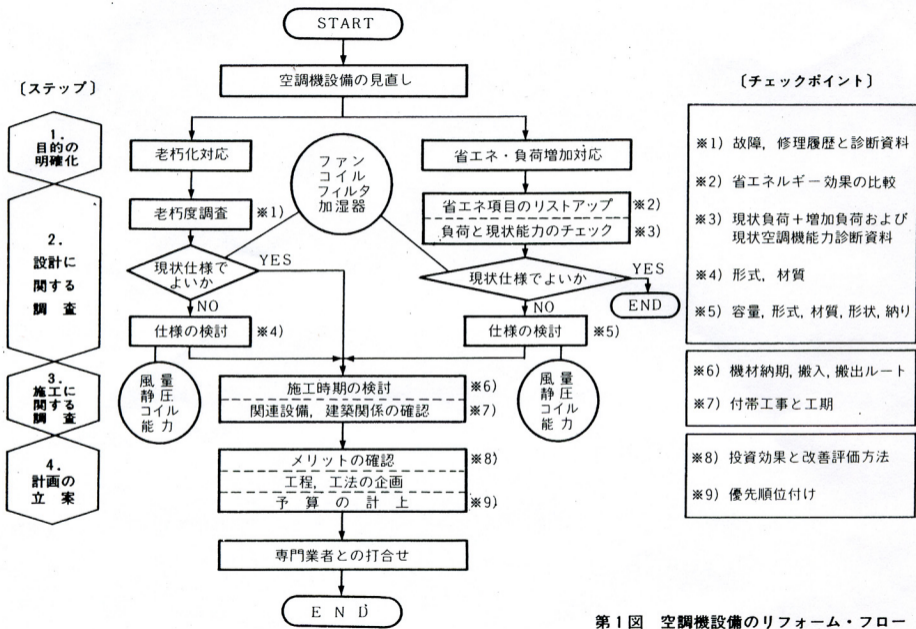 START
空調機設備の見直し
〔ステップ〕
1.
目的の
明確化
2.
設計に
関する
調査
3.
施工に
関する
調査
4.
計画の
立案
老朽化対応
老朽度調査
※1)
現状仕様で
よいか
YES
NO
仕様の検討
※4)
風量
静圧
コイル
能力
ファン
コイル
フィルタ
加湿器
省エネ・負荷増加対応
省エネ項目のリストアップ
※2)
負荷と現状能力のチェック
※3)
現状仕様でよいか
YES
END
NO
仕様の検討
※5)
風量
静圧
コイル
能力
施工時期の検討
※6)
関連設備,建築関係の確認
※7)
メリットの確認
※8)
工程,工法の企画
予算の計上
※9)
専門業者との打合せ
END
〔チェックポイント〕
※1) 故障,修理履歴と診断資料
※2) 省エネルギー効果の比較
※3) 現状負荷+増加負荷および
現状空調機能力診断資料
※4) 形式,材質
※5) 容量,形式,材質,形状,納り
※6) 機材納期,搬入,搬出ルート
※7) 付帯工事と工期
※8) 投資効果と改善評価方法
※9) 優先順位付け
第1図 空調機設備のリフォーム・フロー